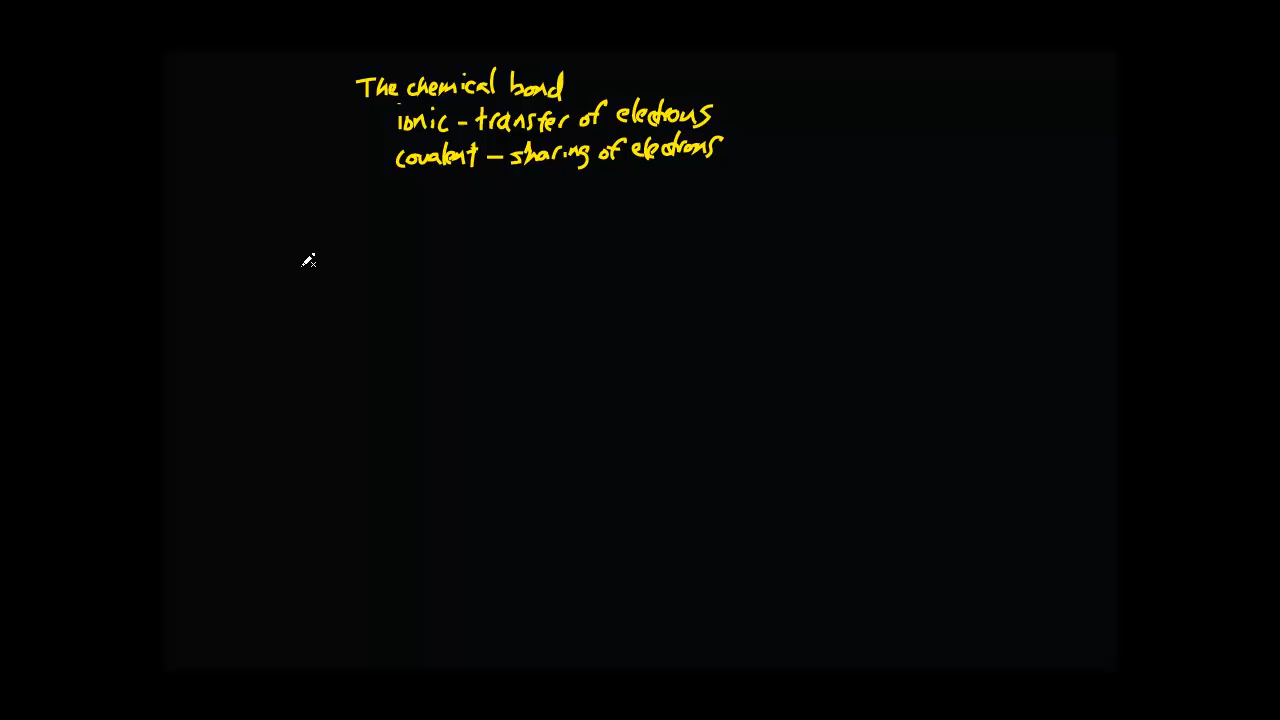 The chemical bond
ionic - transfer of electrons
covalent - sharing of electrons